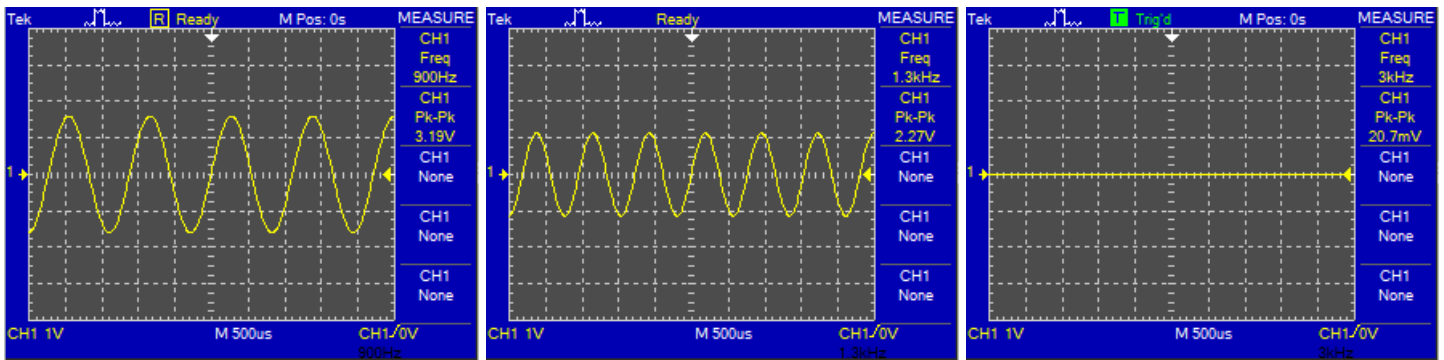 Tek R Ready M Pos: 0s MEASURE
CH1
Freq
900Hz
CH1
Pk-Pk
3.19V
CH1
None
CH1
None
CH1
None
1
CH1 1V M 500us CH1 0V
900Hz
Tek Ready MEASURE
CH1
Freq
1.3kHz
CH1
Pk-Pk
2.27V
CH1
None
CH1
None
CH1
None
1
CH1 1V M 500us CH1 0V
1.3kHz
Tek T Trig'd M Pos: 0s MEASURE
CH1
Freq
3kHz
CH1
Pk-Pk
20.7mV
CH1
None
CH1
None
CH1
None
1
CH1 1V M 500us CH1 0V
3kHz